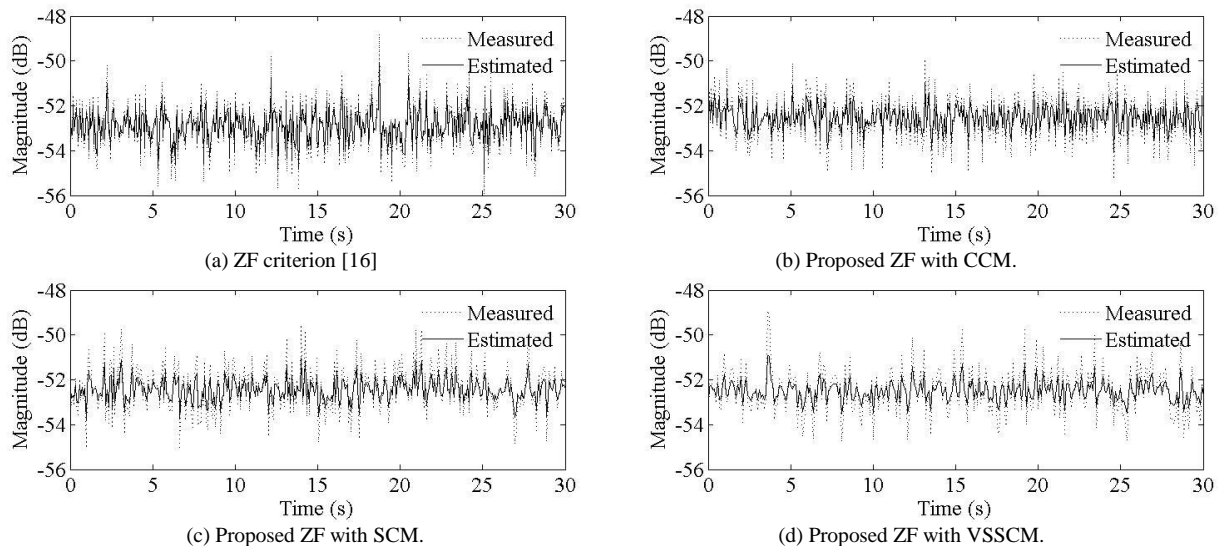 -48
-50
-52
-54
-56
Magnitude (dB)
Measured
Estimated
0 5 10 15 20 25 30
Time (s)
(a) ZF criterion [16]
-48
-50
-52
-54
-56
Magnitude (dB)
Measured
Estimated
0 5 10 15 20 25 30
Time (s)
(b) Proposed ZF with CCM.
-48
-50
-52
-54
-56
Magnitude (dB)
Measured
Estimated
0 5 10 15 20 25 30
Time (s)
(c) Proposed ZF with SCM.
-48
-50
-52
-54
-56
Magnitude (dB)
Measured
Estimated
0 5 10 15 20 25 30
Time (s)
(d) Proposed ZF with VSSCM.